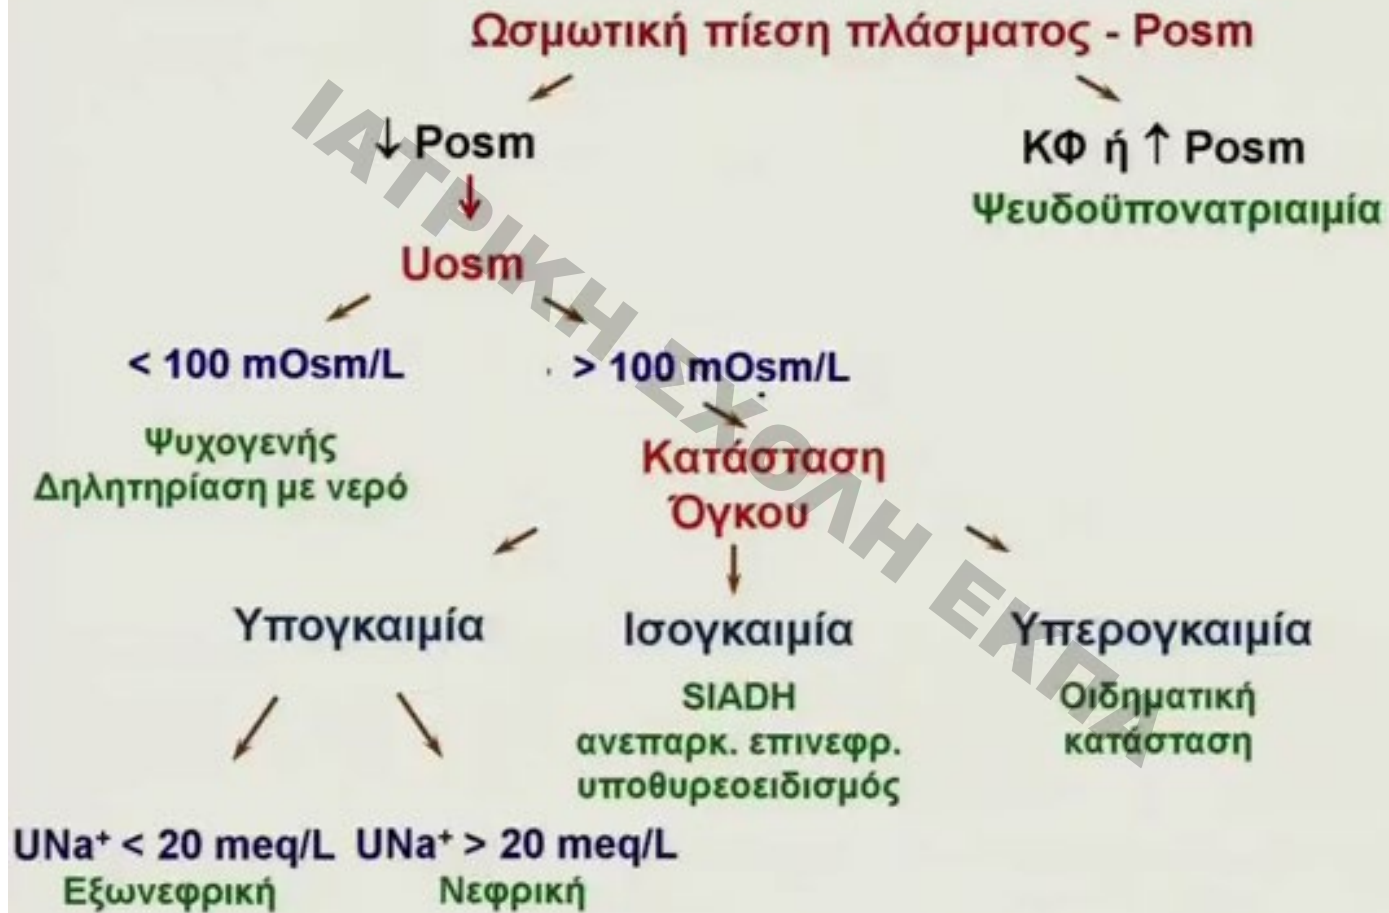 Ωσμωτική πίεση πλάσματος - Posm
↓ Posm
ΚΦ ή ↑ Posm
Ψευδοϋπονατριαιμία
Uosm
< 100 mOsm/L
> 100 mOsm/L
Ψυχογενής
Δηλητηρίαση με νερό
Κατάσταση
Όγκου
Υπογκαιμία
Ισογκαιμία
Υπερογκαιμία
SIADH
ανεπαρκ. επινεφρ.
υποθυρεοειδισμός
Οιδηματική
κατάσταση
UNa⁺ < 20 meq/L
Εξωνεφρική
UNa⁺ > 20 meq/L
Νεφρική
ΙΑΤΡΙΚΗ ΣΧΟΛΗ ΕΚΠΑ